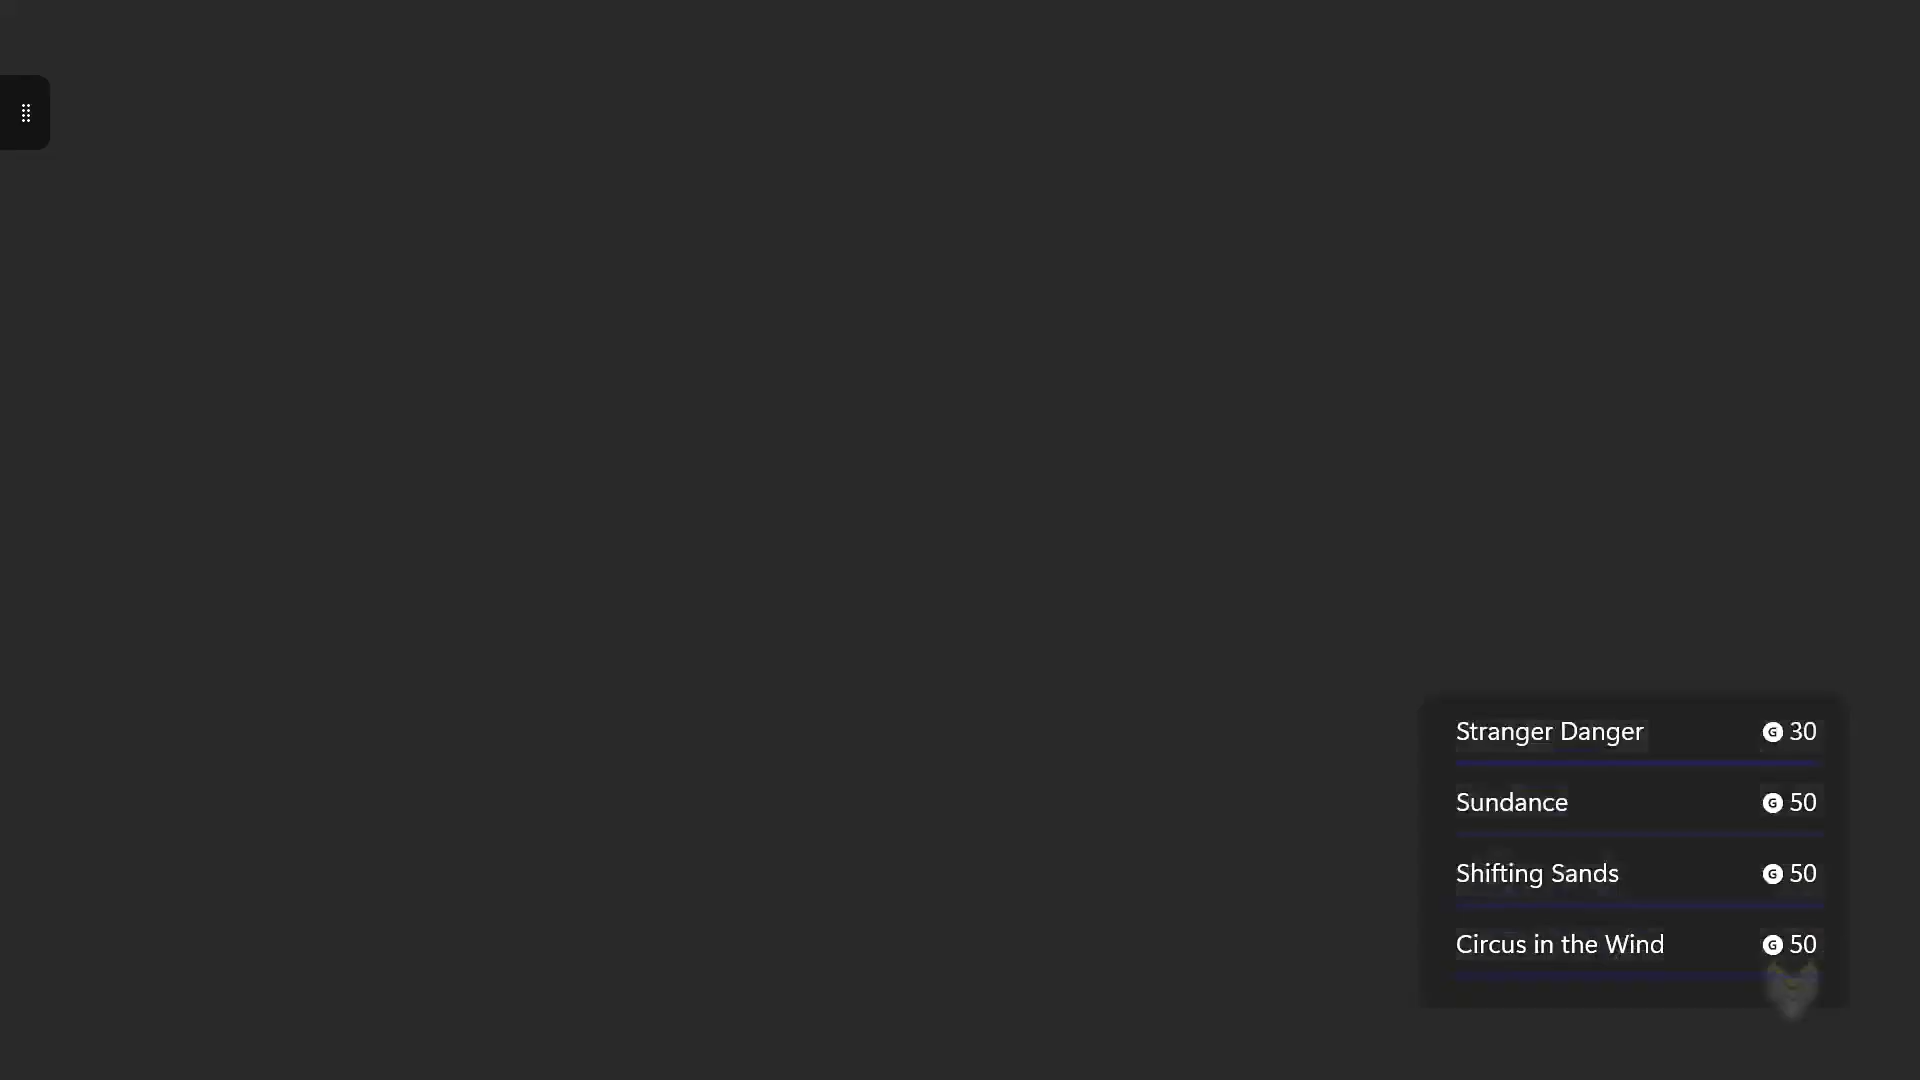 Stranger Danger G 30
Sundance G 50
Shifting Sands G 50
Circus in the Wind G 50